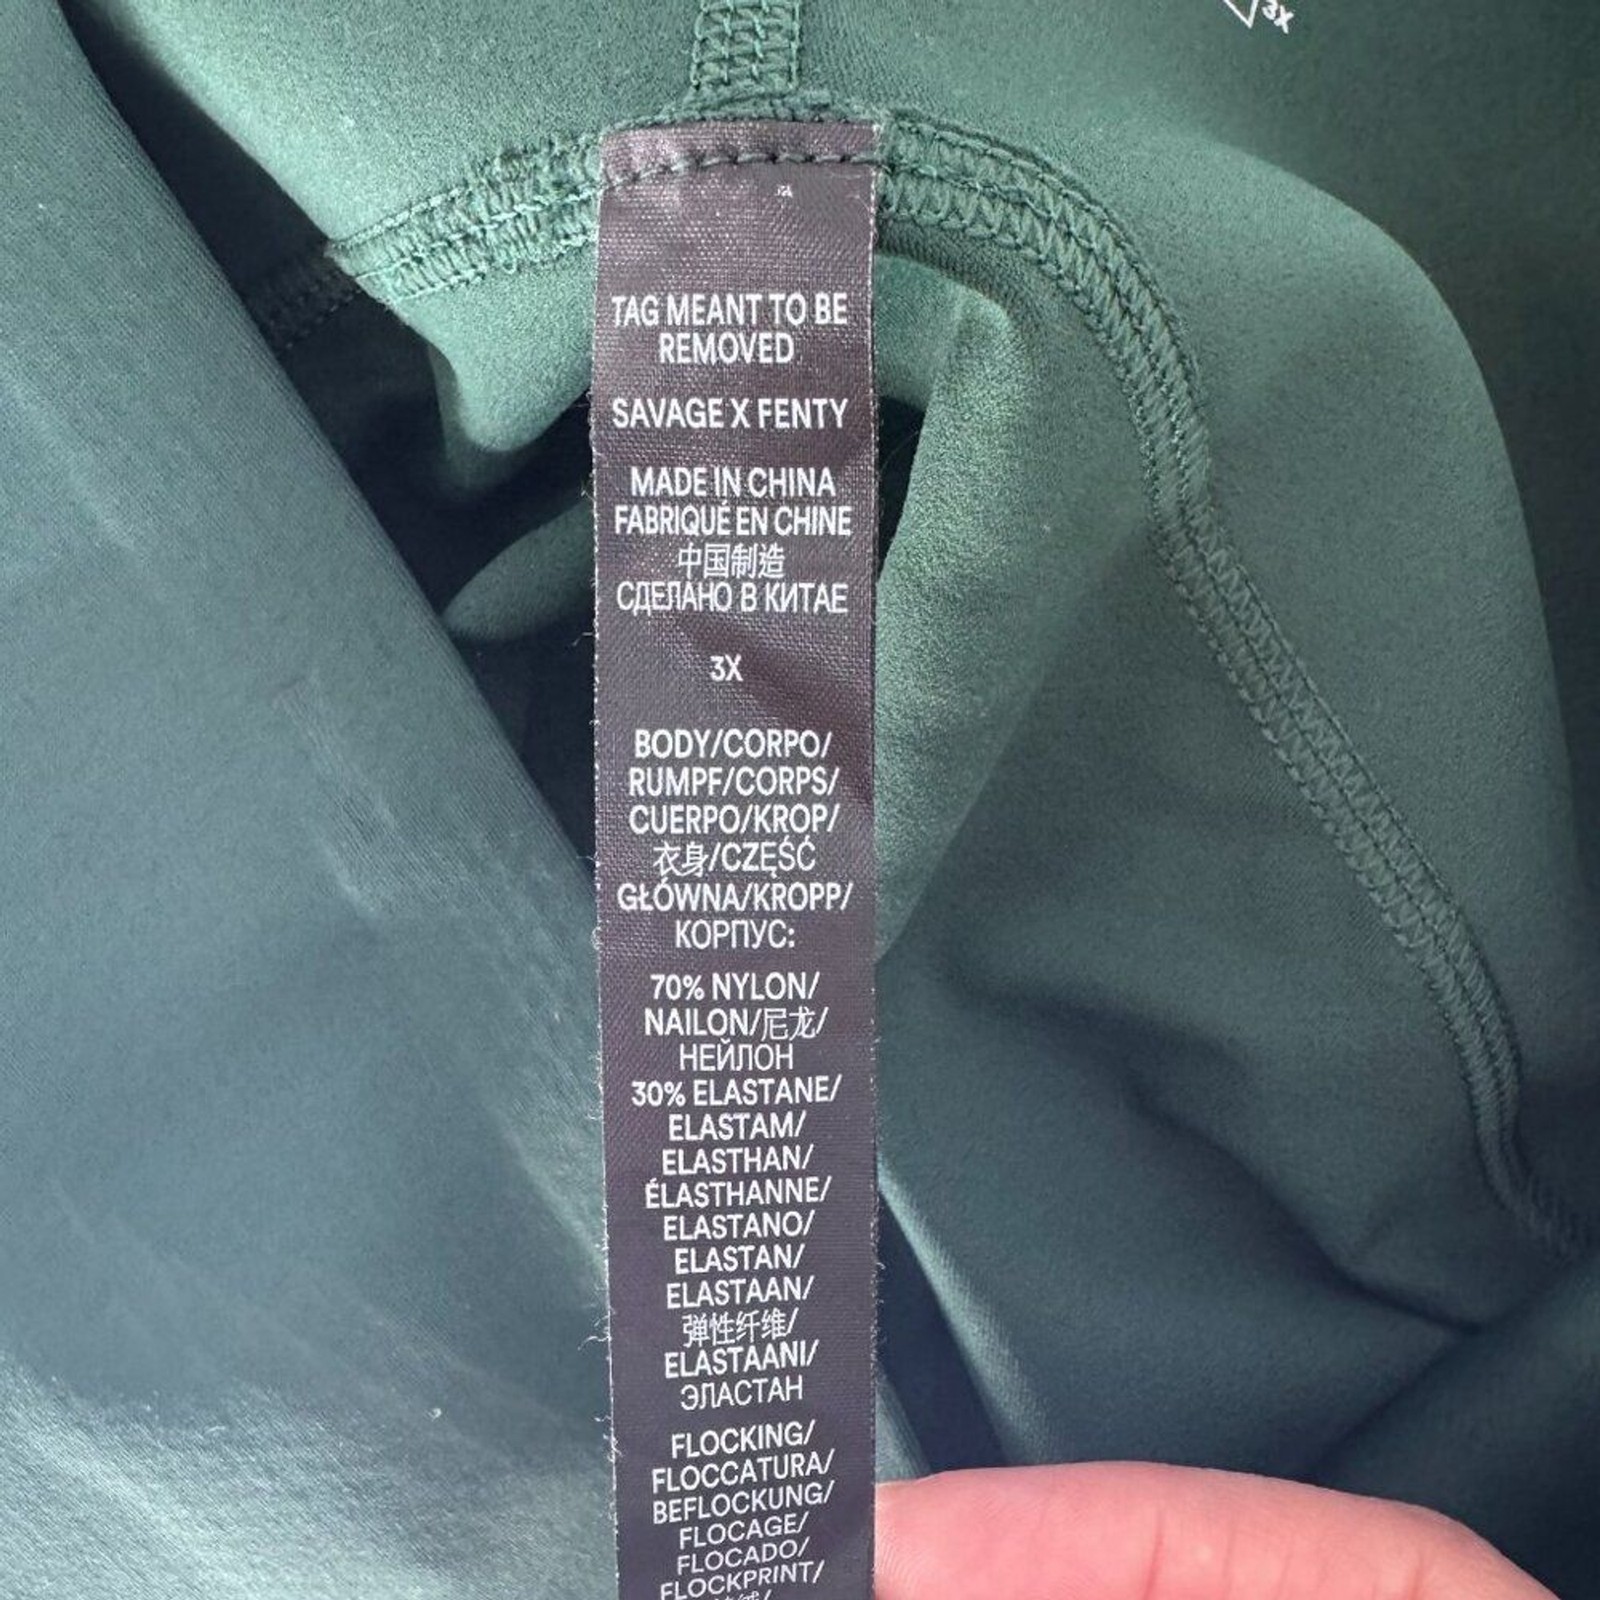 3X
TAG MEANT TO BE
REMOVED
SAVAGE X FENTY
MADE IN CHINA
FABRIQUÉ EN CHINE
中国制造
СДЕЛАНО В КИТАЕ
3X
BODY/CORPO/
RUMPF/CORPS/
CUERPO/KROP/
衣身/CZĘŚĆ
GŁÓWNA/KROPP/
КОРПУС:
70% NYLON/
NAILON/尼龙/
НЕЙЛОН
30% ELASTANE/
ELASTAM/
ELASTHAN/
ÉLASTHANNE/
ELASTANO/
ELASTAN/
ELASTAAN/
弹性纤维/
ELASTAANI/
ЭЛАСТАН
FLOCKING/
FLOCCATURA/
BEFLOCKUNG/
FLOCAGE/
FLOCADO/
FLOCKPRINT/